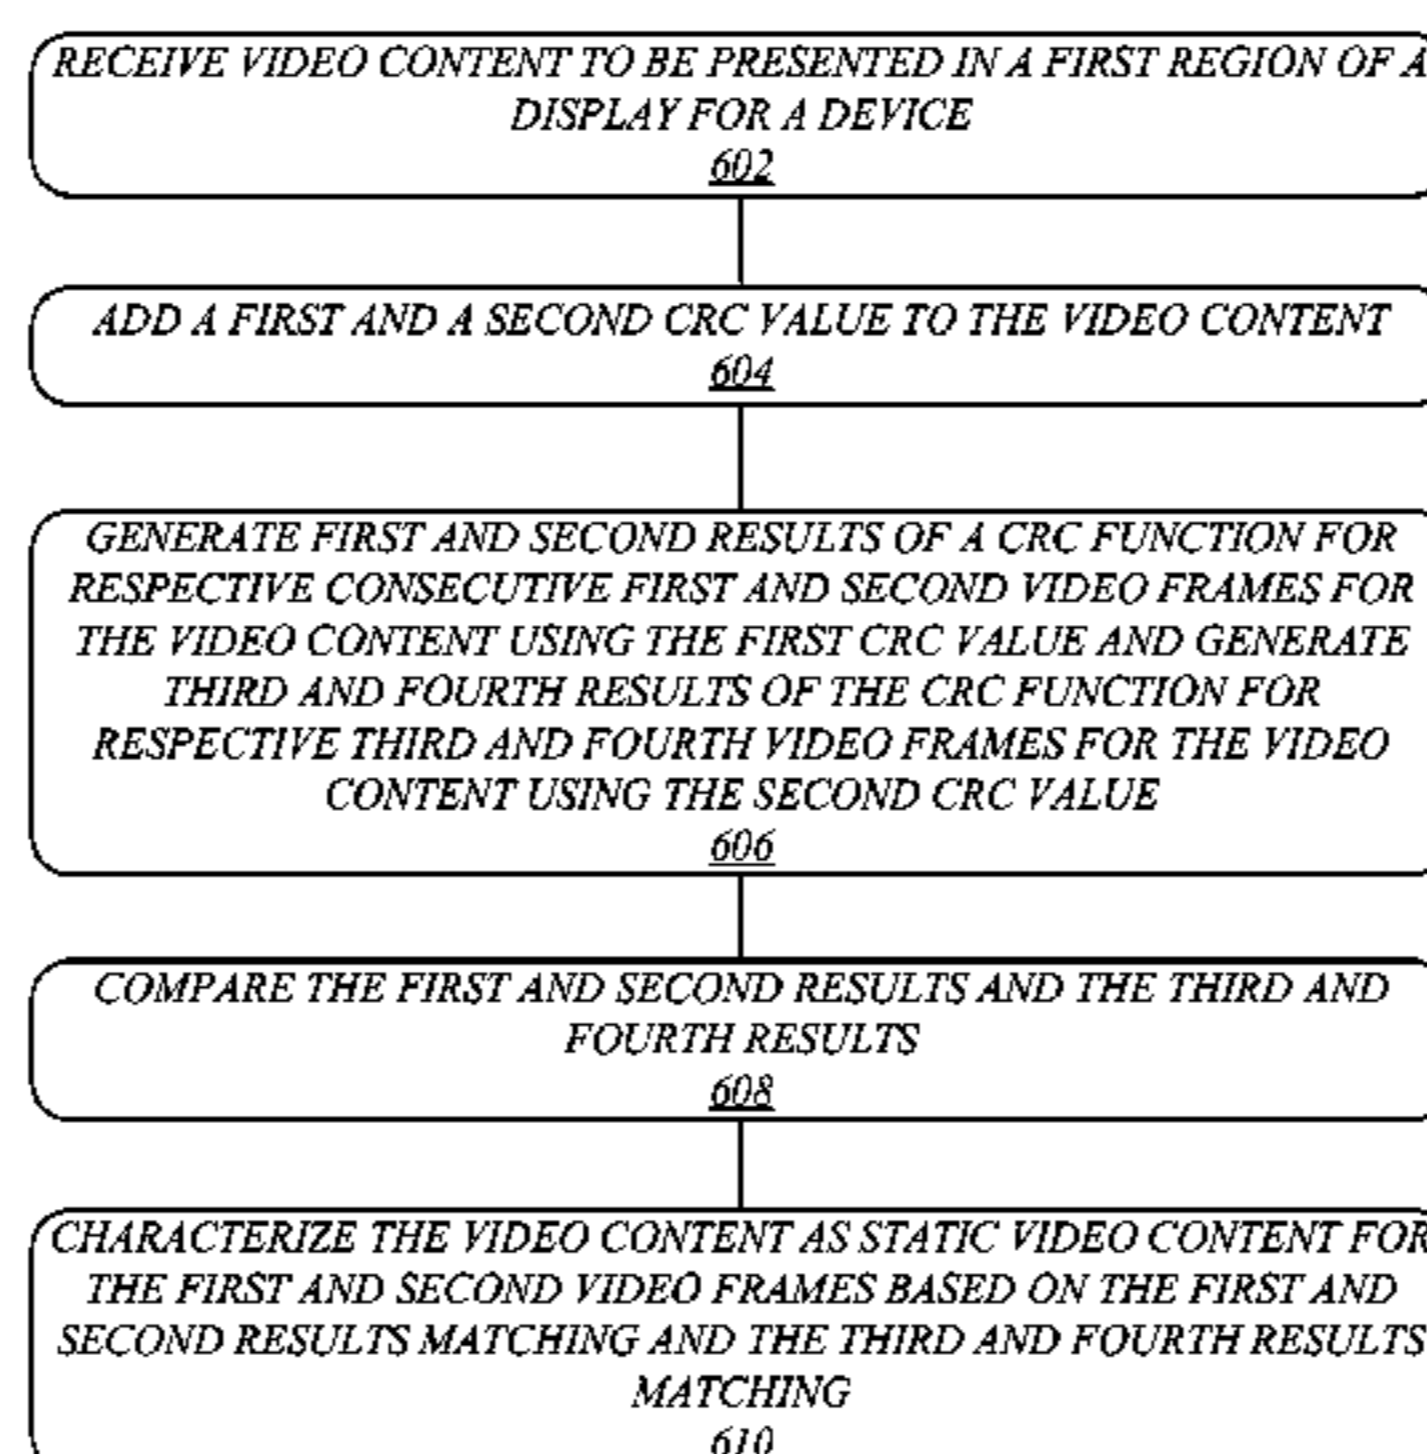 RECEIVE VIDEO CONTENT TO BE PRESENTED IN A FIRST REGION OF A
DISPLAY FOR A DEVICE
602
ADD A FIRST AND A SECOND CRC VALUE TO THE VIDEO CONTENT
604
GENERATE FIRST AND SECOND RESULTS OF A CRC FUNCTION FOR
RESPECTIVE CONSECUTIVE FIRST AND SECOND VIDEO FRAMES FOR
THE VIDEO CONTENT USING THE FIRST CRC VALUE AND GENERATE
THIRD AND FOURTH RESULTS OF THE CRC FUNCTION FOR
RESPECTIVE THIRD AND FOURTH VIDEO FRAMES FOR THE VIDEO
CONTENT USING THE SECOND CRC VALUE
606
COMPARE THE FIRST AND SECOND RESULTS AND THE THIRD AND
FOURTH RESULTS
608
CHARACTERIZE THE VIDEO CONTENT AS STATIC VIDEO CONTENT FOR
THE FIRST AND SECOND VIDEO FRAMES BASED ON THE FIRST AND
SECOND RESULTS MATCHING AND THE THIRD AND FOURTH RESULTS
MATCHING
610